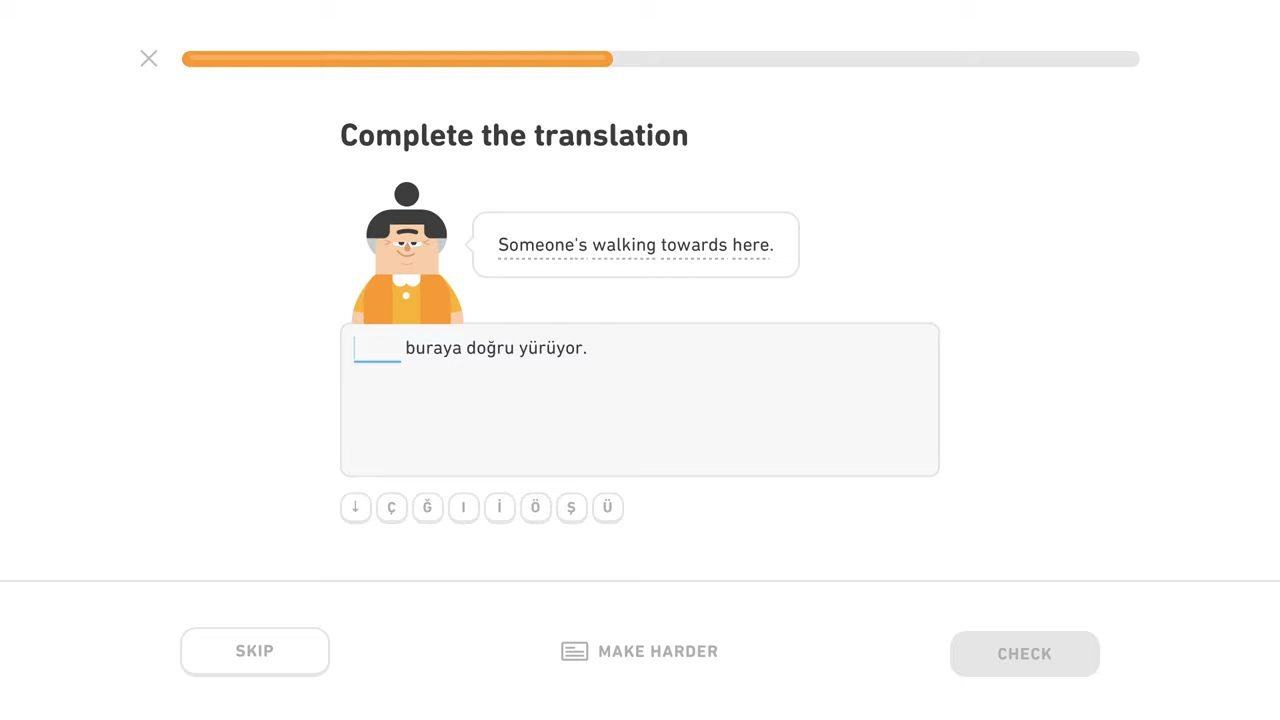 Complete the translation
Someone's walking towards here.
buraya doğru yürüyor.
↓ Ç Ğ I İ Ö Ş Ü
SKIP
MAKE HARDER
CHECK